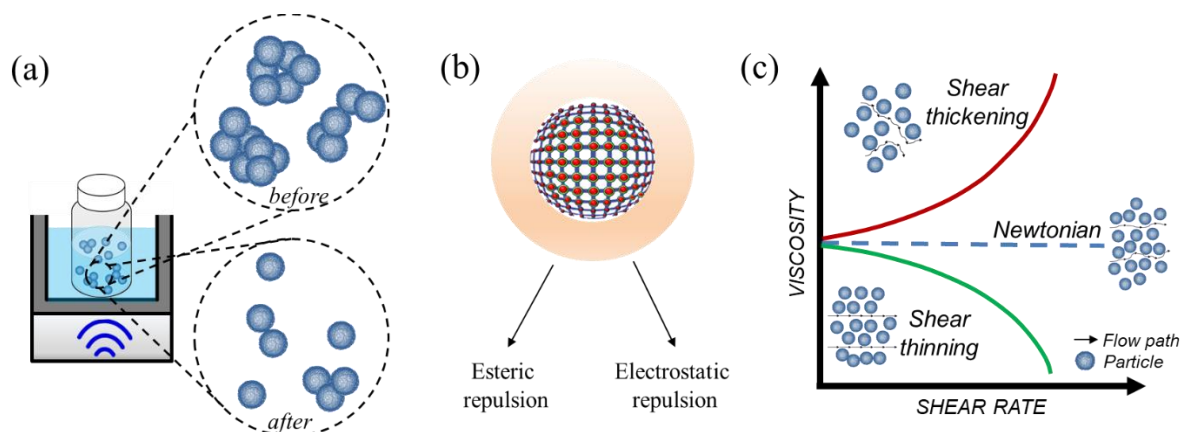 (a)
before
after
(b)
Esteric
repulsion
Electrostatic
repulsion
(c)
VISCOSITY
Shear
thickening
Newtonian
Shear
thinning
Flow path
Particle
SHEAR RATE